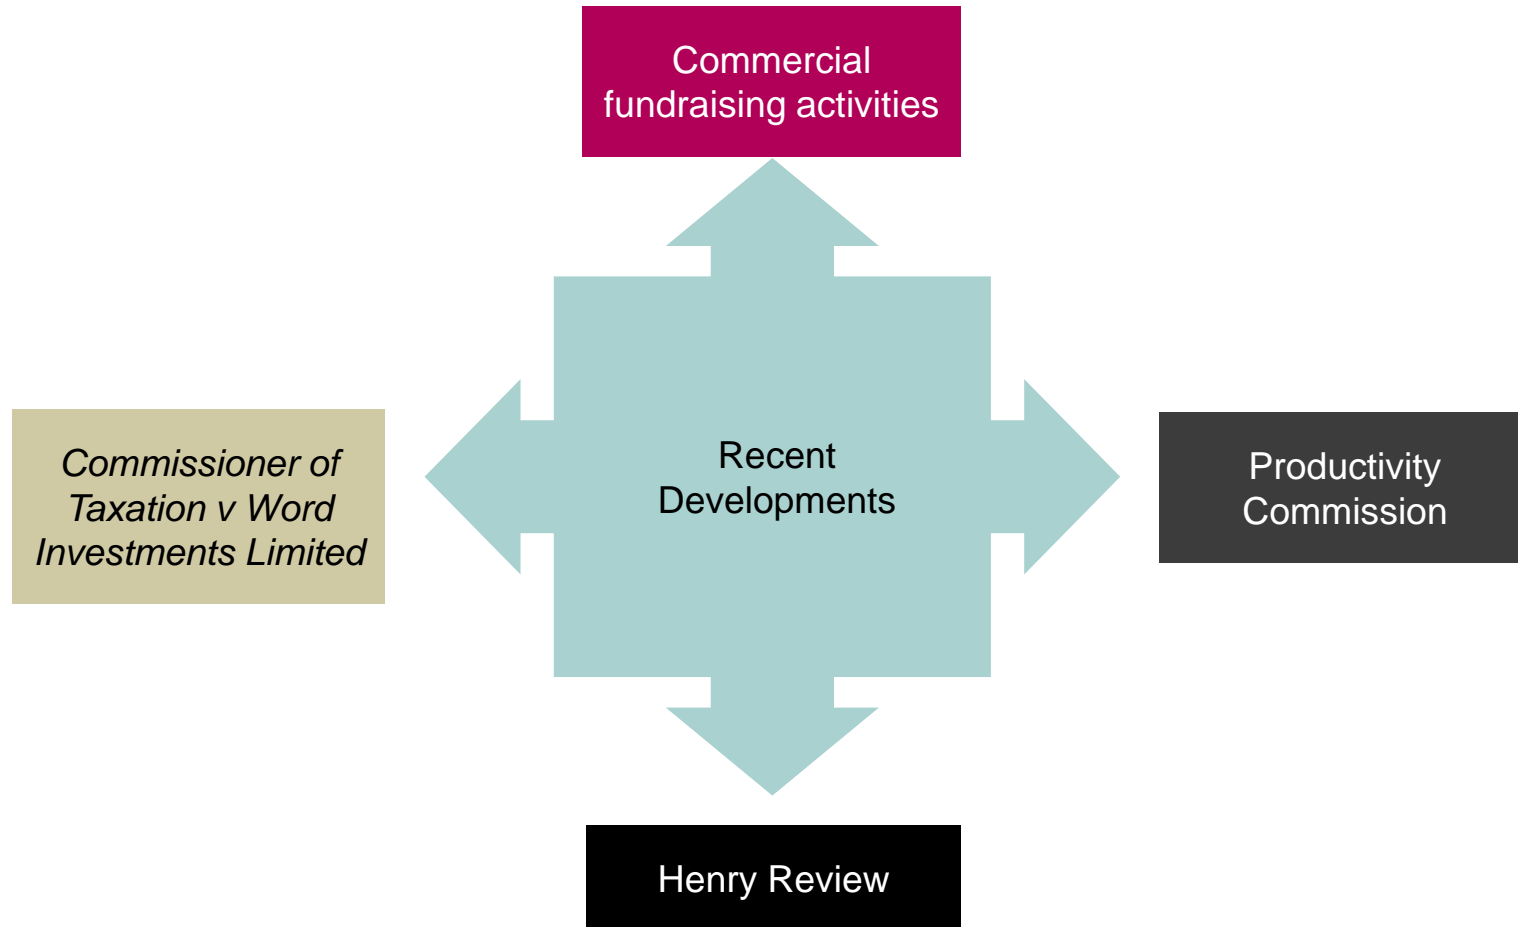 Commercial
fundraising activities
Commissioner of
Taxation v Word
Investments Limited
Recent
Developments
Productivity
Commission
Henry Review